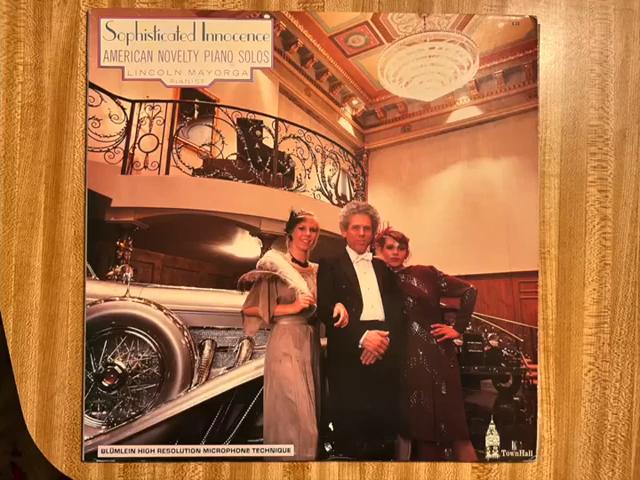 Sophisticated Innocence
AMERICAN NOVELTY PIANO SOLOS
LINCOLN MAYORGA
PIANIST
BLÜMLEIN HIGH RESOLUTION MICROPHONE TECHNIQUE
TownHall